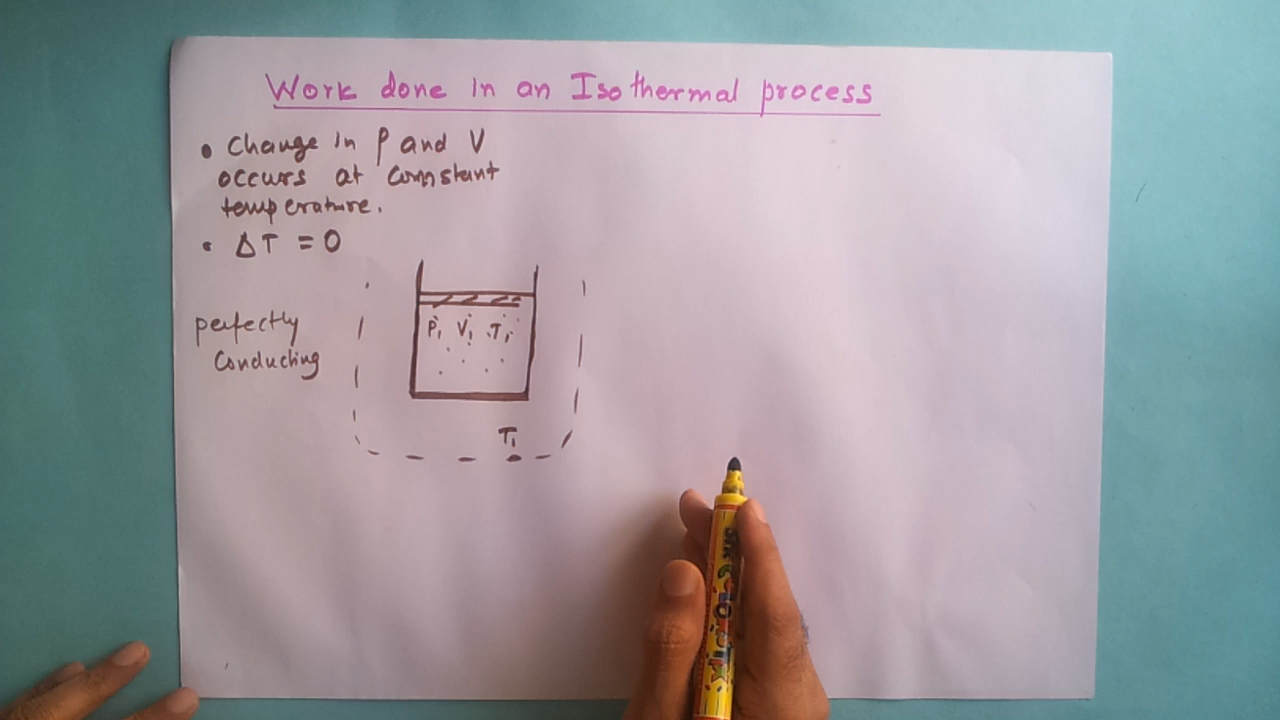 Work done in an Isothermal process
• Change in P and V
occurs at constant
temperature.
• ΔT = 0
perfectly
Conducting
P₁ V₁ T₁
T₁